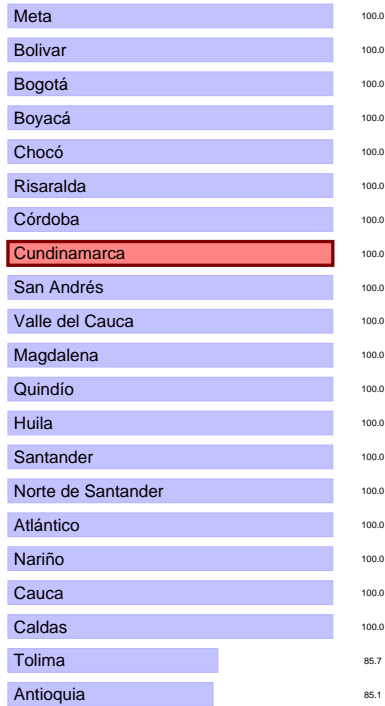 Meta 100.0
Bolivar 100.0
Bogotá 100.0
Boyacá 100.0
Chocó 100.0
Risaralda 100.0
Córdoba 100.0
Cundinamarca 100.0
San Andrés 100.0
Valle del Cauca 100.0
Magdalena 100.0
Quindío 100.0
Huila 100.0
Santander 100.0
Norte de Santander 100.0
Atlántico 100.0
Nariño 100.0
Cauca 100.0
Caldas 100.0
Tolima 85.7
Antioquia 85.1